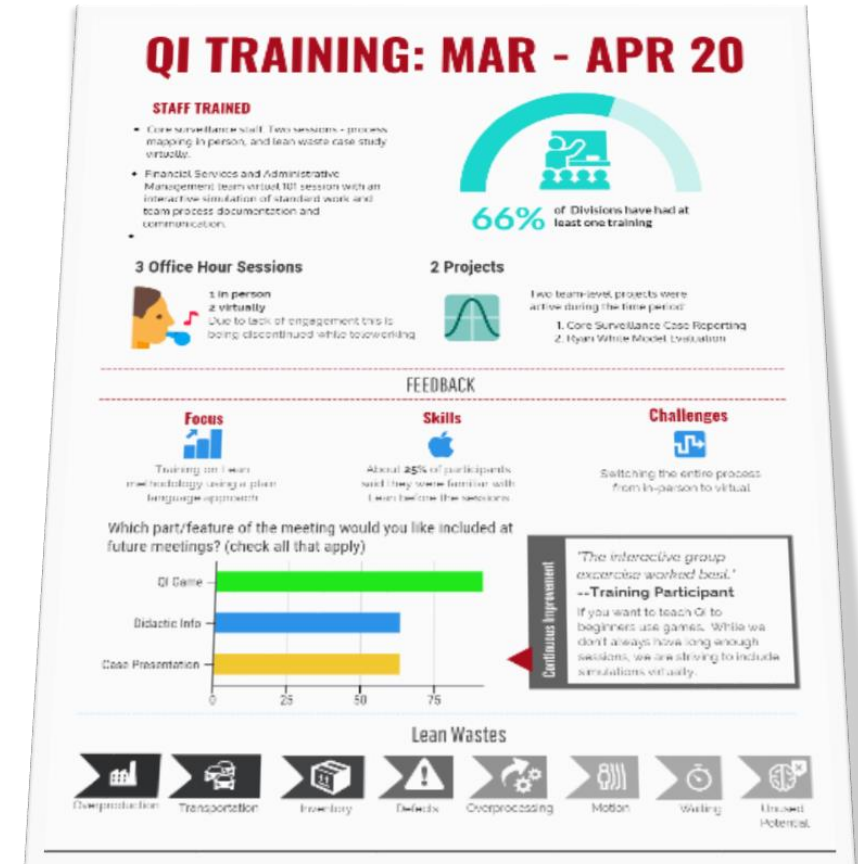 QI TRAINING: MAR - APR 20
STAFF TRAINED
• Core surveillance staff. Two sessions - process
mapping in person, and lean waste case study
virtually.
• Financial Services and Administrative
Management team virtual 101 session with an
interactive simulation of standard work and
team process documentation and
communication.
•
66% of Divisions have had at
least one training
3 Office Hour Sessions
1 in person
2 virtually
Due to lack of engagement this is
being discontinued while teleworking
2 Projects
Two team-level projects were
active during the time period:
1. Core Surveillance Case Reporting
2. Ryan White Model Evaluation
FEEDBACK
Focus
Training on Lean
methodology using a plain
language approach
Skills
About 25% of participants
said they were familiar with
Lean before the sessions
Challenges
Switching the entire process
from in-person to virtual
Which part/feature of the meeting would you like included at
future meetings? (check all that apply)
QI Game
Didactic Info
Case Presentation
0 25 50 75
Continuous Improvement
"The interactive group
excercise worked best."
--Training Participant
If you want to teach QI to
beginners use games. While we
don't always have long enough
sessions, we are striving to include
simulations virtually.
Lean Wastes
Overproduction
Transportation
Inventory
Defects
Overprocessing
Motion
Waiting
Unused
Potential